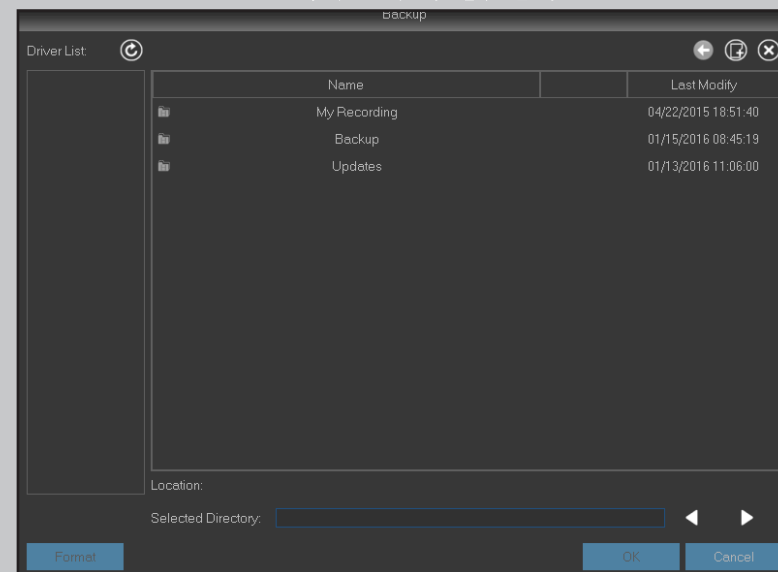 Backup
Driver List:
Name Last Modify
My Recording 04/22/2015 18:51:40
Backup 01/15/2016 08:45:19
Updates 01/13/2016 11:06:00
Location:
Selected Directory:
Format OK Cancel